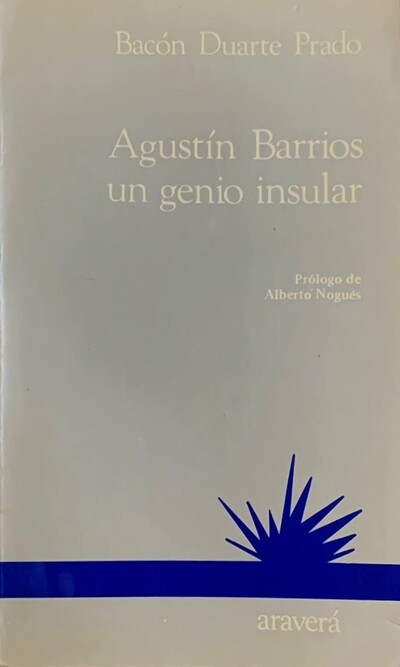 Bacón Duarte Prado
Agustín Barrios
un genio insular
Prólogo de
Alberto Nogués
araverá